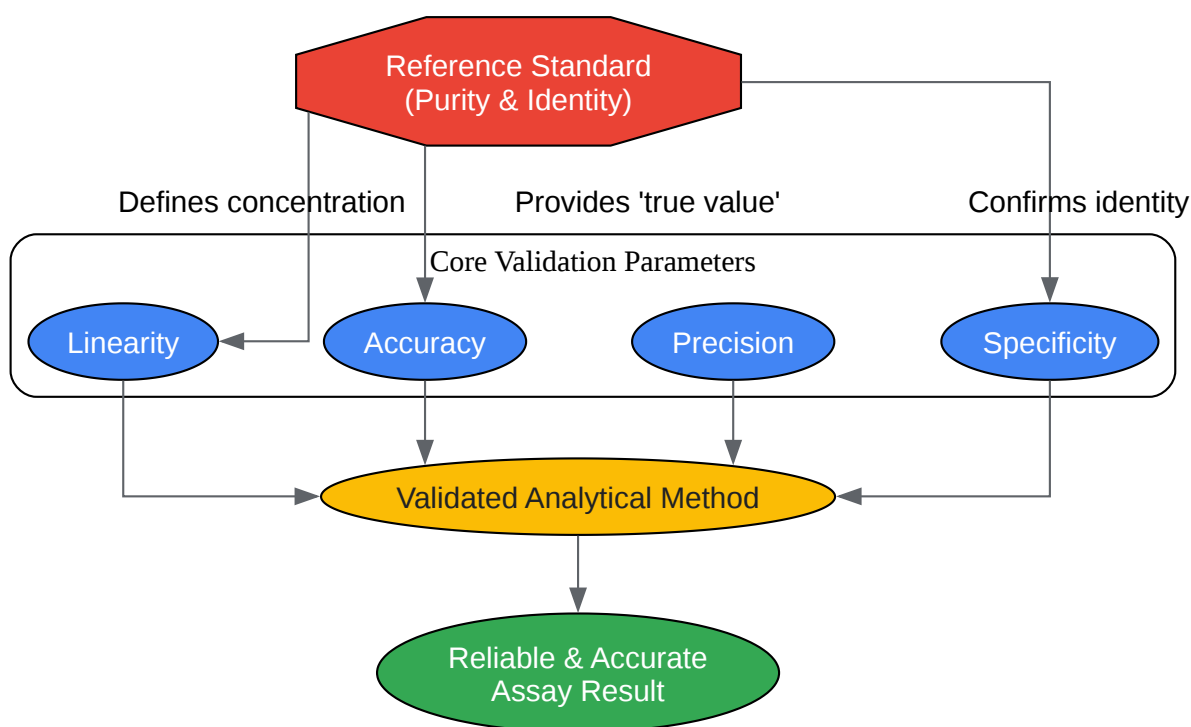 Reference Standard
(Purity & Identity)
Defines concentration
Provides 'true value'
Confirms identity
Core Validation Parameters
Linearity
Accuracy
Precision
Specificity
Validated Analytical Method
Reliable & Accurate
Assay Result